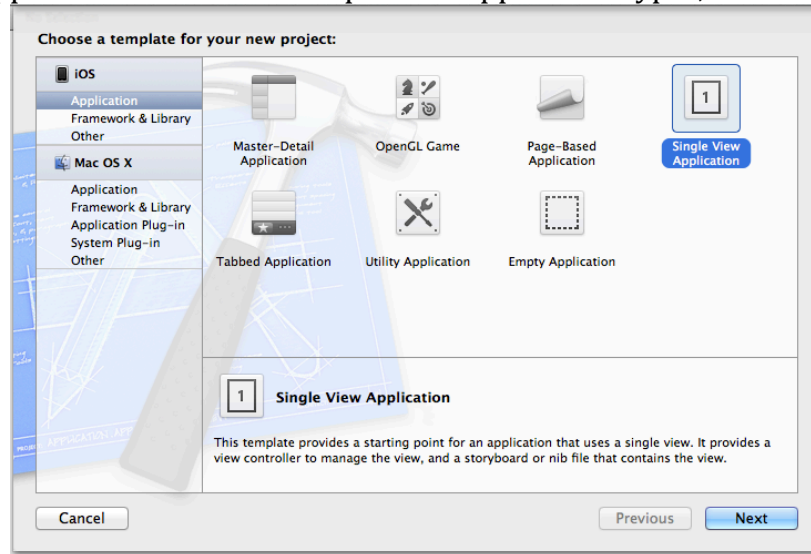 Choose a template for your new project:
iOS
Application
Framework & Library
Other
Mac OS X
Application
Framework & Library
Application Plug-in
System Plug-in
Other
Master-Detail
Application
OpenGL Game
Page-Based
Application
1
Single View
Application
Tabbed Application
Utility Application
Empty Application
1
Single View Application
This template provides a starting point for an application that uses a single view. It provides a
view controller to manage the view, and a storyboard or nib file that contains the view.
Cancel
Previous
Next